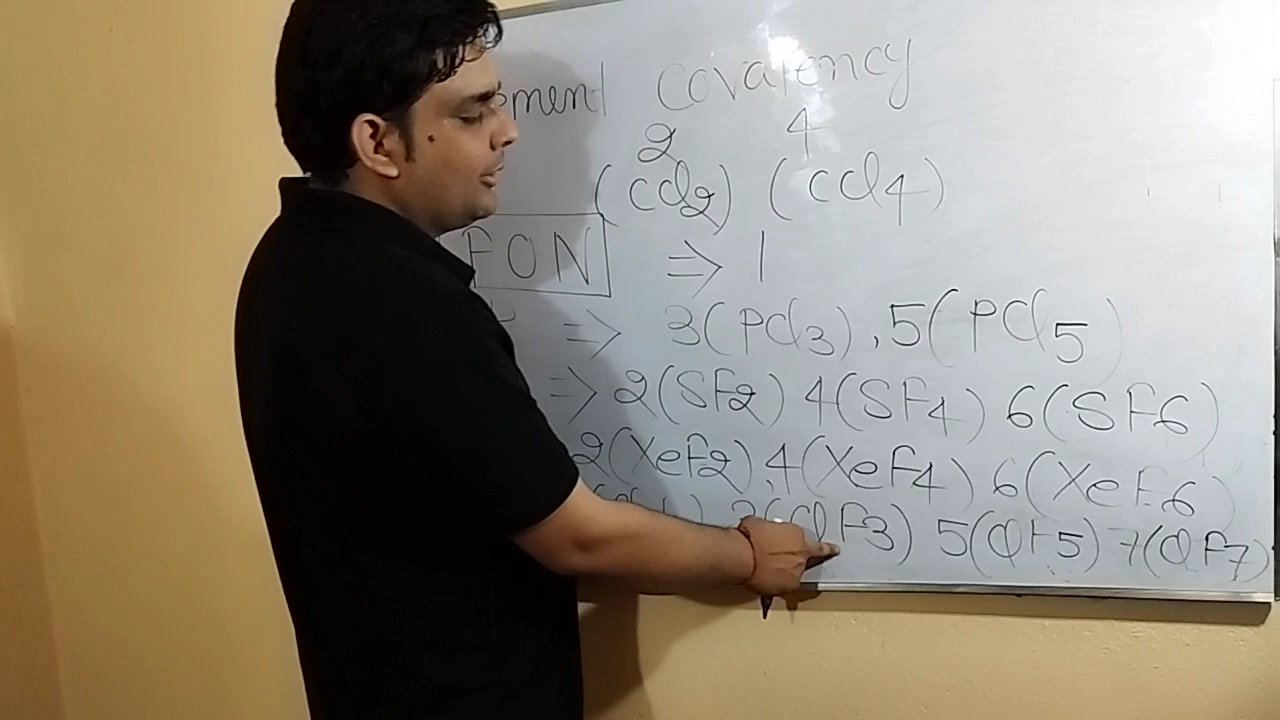 Covalency
2 4
(CCl2) (CCl4)
FON => 1
=> 3(PCl3), 5(PCl5)
=> 2(SF2) 4(SF4) 6(SF6)
2(XeF2), 4(XeF4) 6(XeF6)
3(ClF3) 5(ClF5) 7(ClF7)